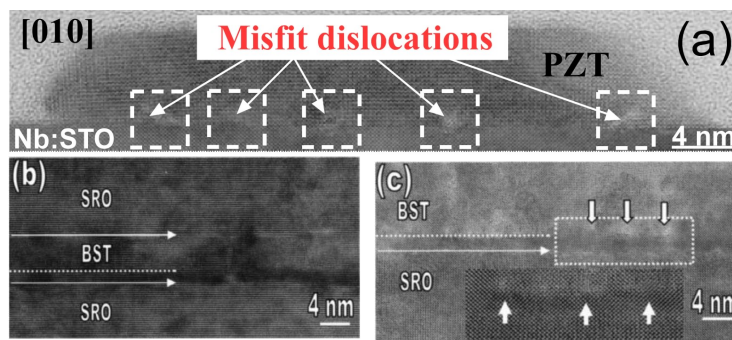 [010]
Misfit dislocations
(a)
PZT
Nb:STO
4 nm
(b)
SRO
BST
SRO
4 nm
(c)
BST
SRO
4 nm